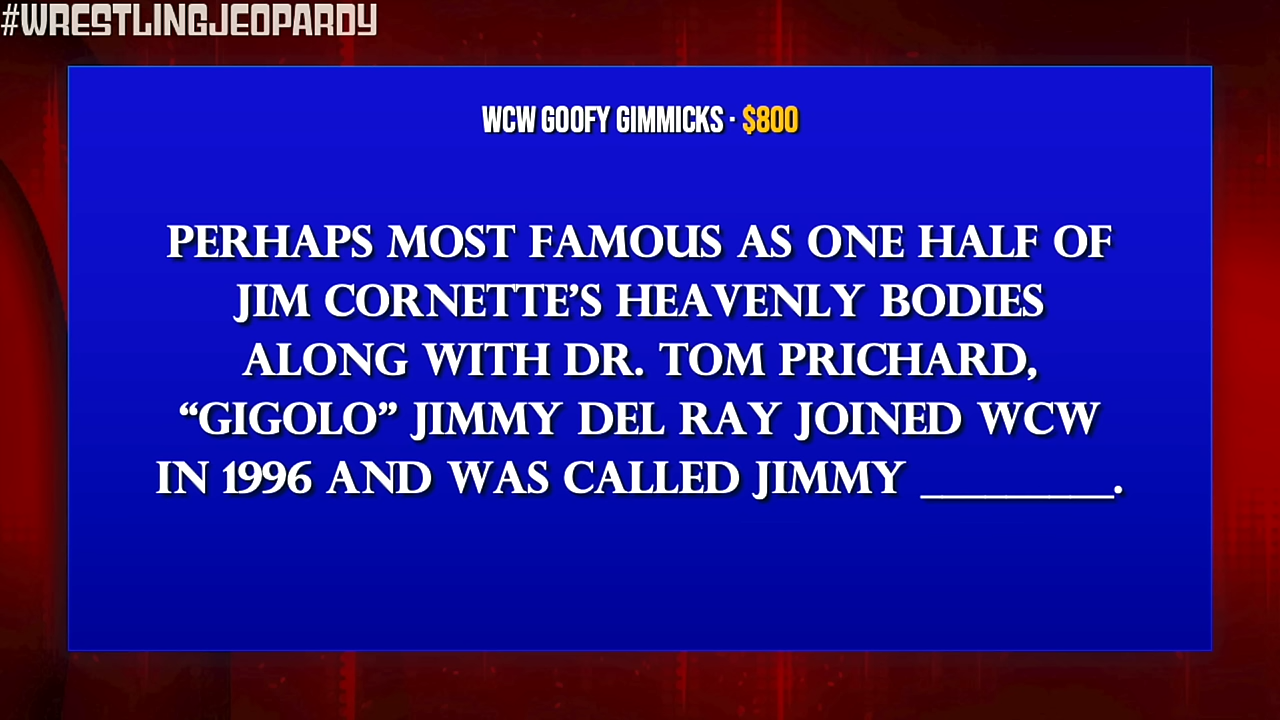 #WRESTLINGJEOPARDY
WCW GOOFY GIMMICKS · $800
PERHAPS MOST FAMOUS AS ONE HALF OF
JIM CORNETTE’S HEAVENLY BODIES
ALONG WITH DR. TOM PRICHARD,
“GIGOLO” JIMMY DEL RAY JOINED WCW
IN 1996 AND WAS CALLED JIMMY _________.